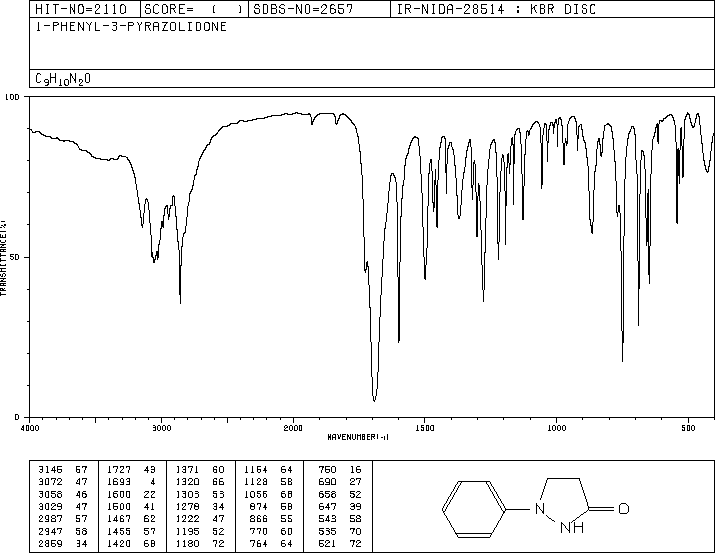 HIT-NO=2110 SCORE= ( ) SDBS-NO=2657 IR-NIDA-28514 : KBR DISC
1-PHENYL-3-PYRAZOLIDONE
C9H10N2O
100
50
0
TRANSMITTANCE(%)
4000 3000 2000 1500 1000 500
WAVENUMBER(-1)
3145 57 1727 43 1371 60 1164 64 750 16
3072 47 1693 4 1320 66 1128 58 690 27
3058 46 1600 22 1303 53 1056 68 658 52
3029 47 1500 41 1278 34 874 58 647 39
2987 57 1467 62 1222 47 866 55 543 58
2947 58 1455 57 1195 52 770 60 535 70
2859 34 1420 68 1180 72 764 64 521 72
N
NH
O